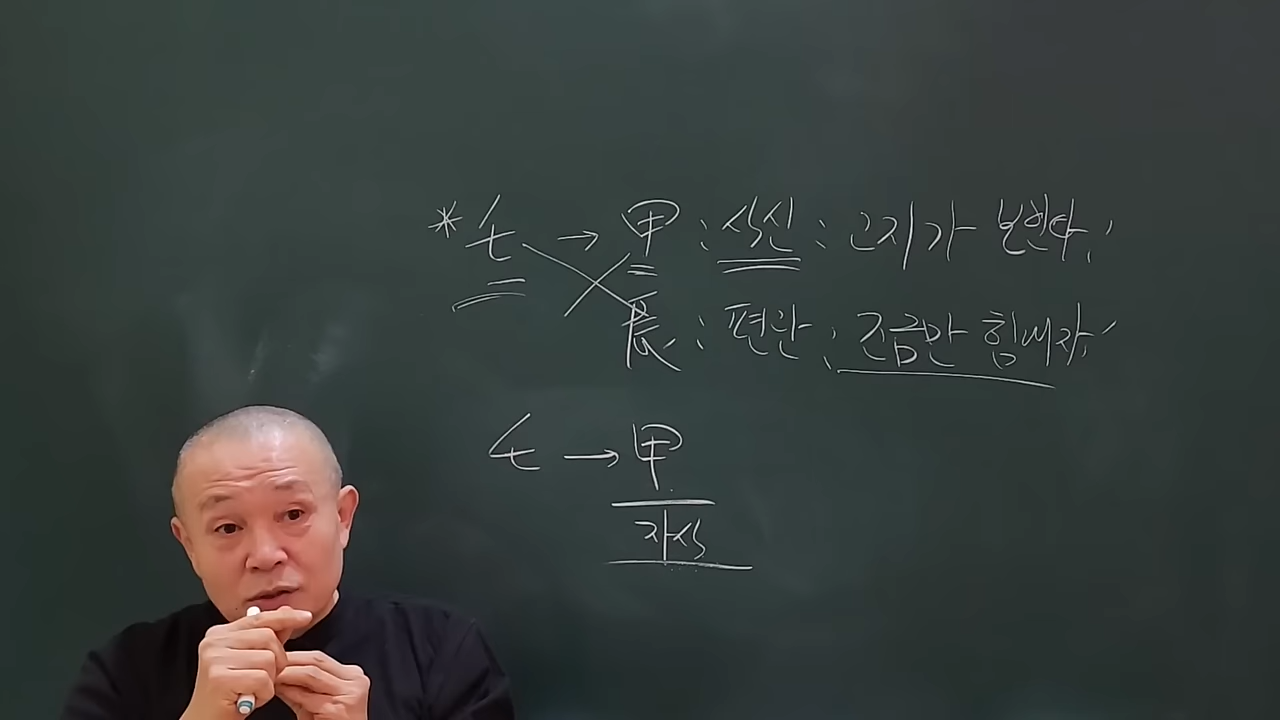 * 壬 → 甲 : 식신 : 고지가 보인다!
辰 : 편관 : 조금만 힘내자!
壬 → 甲
자식